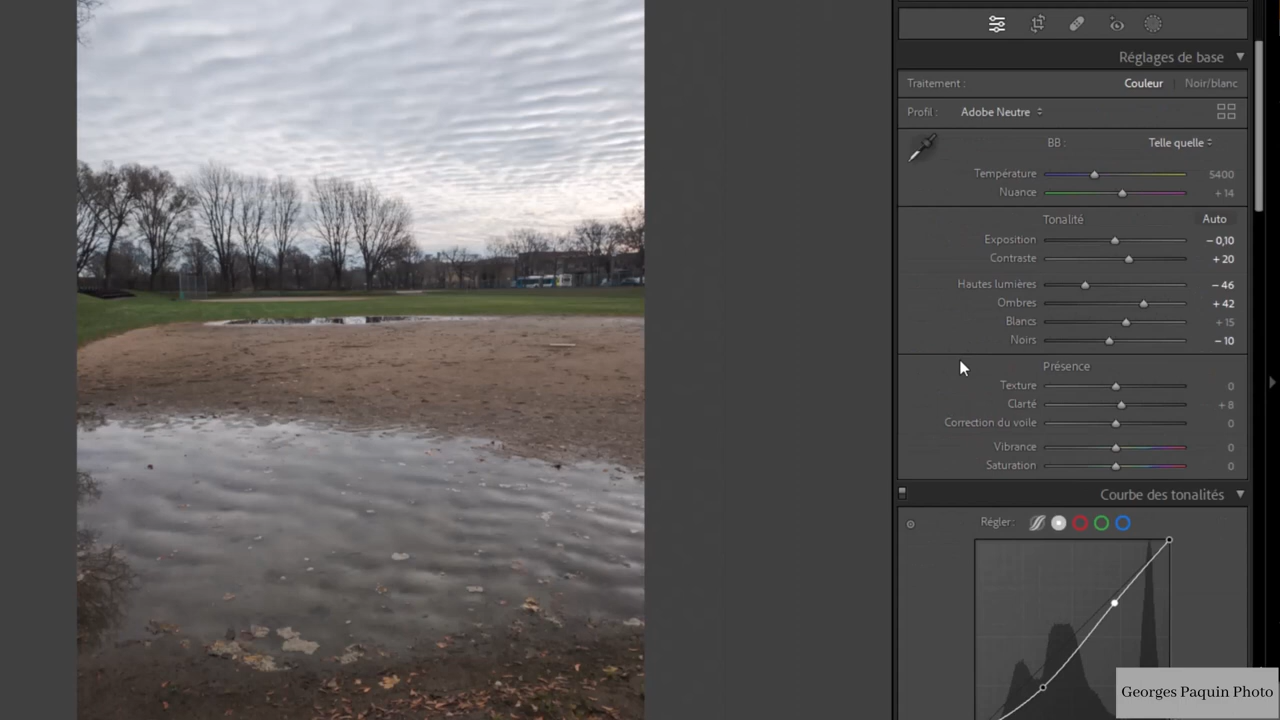 Réglages de base
Traitement : Couleur Noir/blanc
Profil : Adobe Neutre
BB : Telle quelle
Température 5400
Nuance + 14
Tonalité Auto
Exposition − 0,10
Contraste + 20
Hautes lumières − 46
Ombres + 42
Blancs + 15
Noirs − 10
Présence
Texture 0
Clarté + 8
Correction du voile 0
Vibrance 0
Saturation 0
Courbe des tonalités
Régler :
Georges Paquin Photo